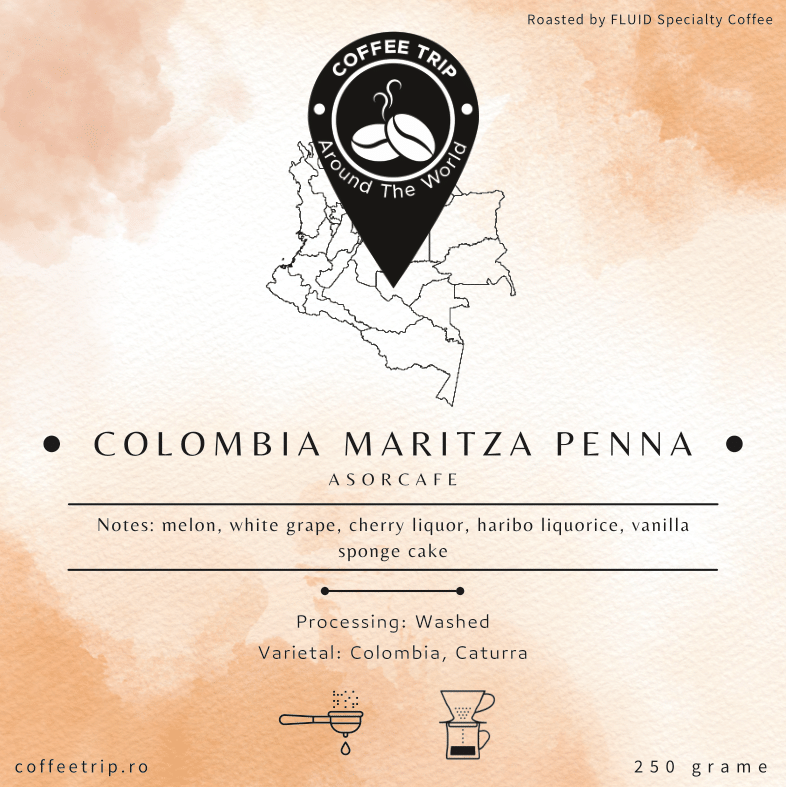 Roasted by FLUID Specialty Coffee
COFFEE TRIP
Around The World
COLOMBIA MARITZA PENNA
ASORCAFE
Notes: melon, white grape, cherry liquor, haribo liquorice, vanilla
sponge cake
Processing: Washed
Varietal: Colombia, Caturra
coffeetrip.ro
250 grame